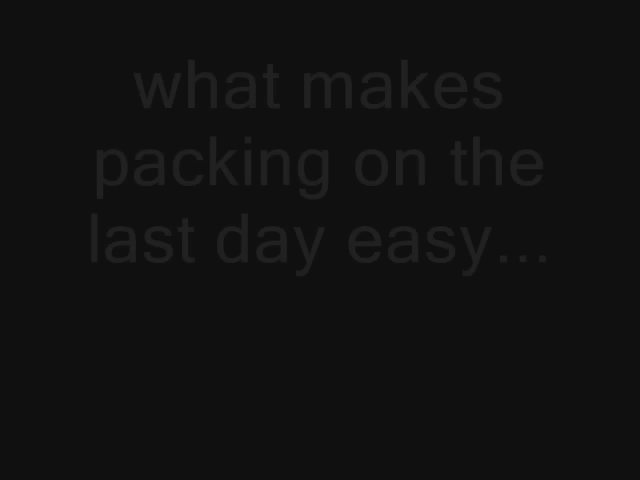 what makes
packing on the
last day easy...